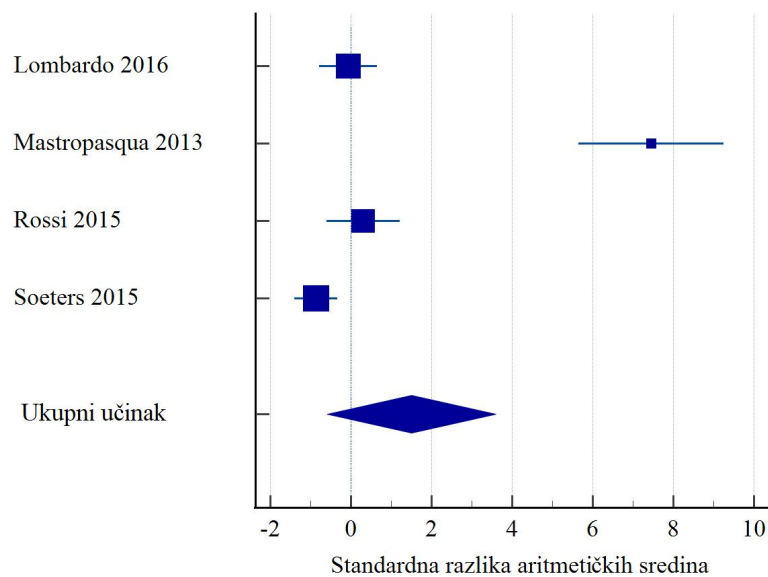 Lombardo 2016
Mastropasqua 2013
Rossi 2015
Soeters 2015
Ukupni učinak
-2 0 2 4 6 8 10
Standardna razlika aritmetičkih sredina